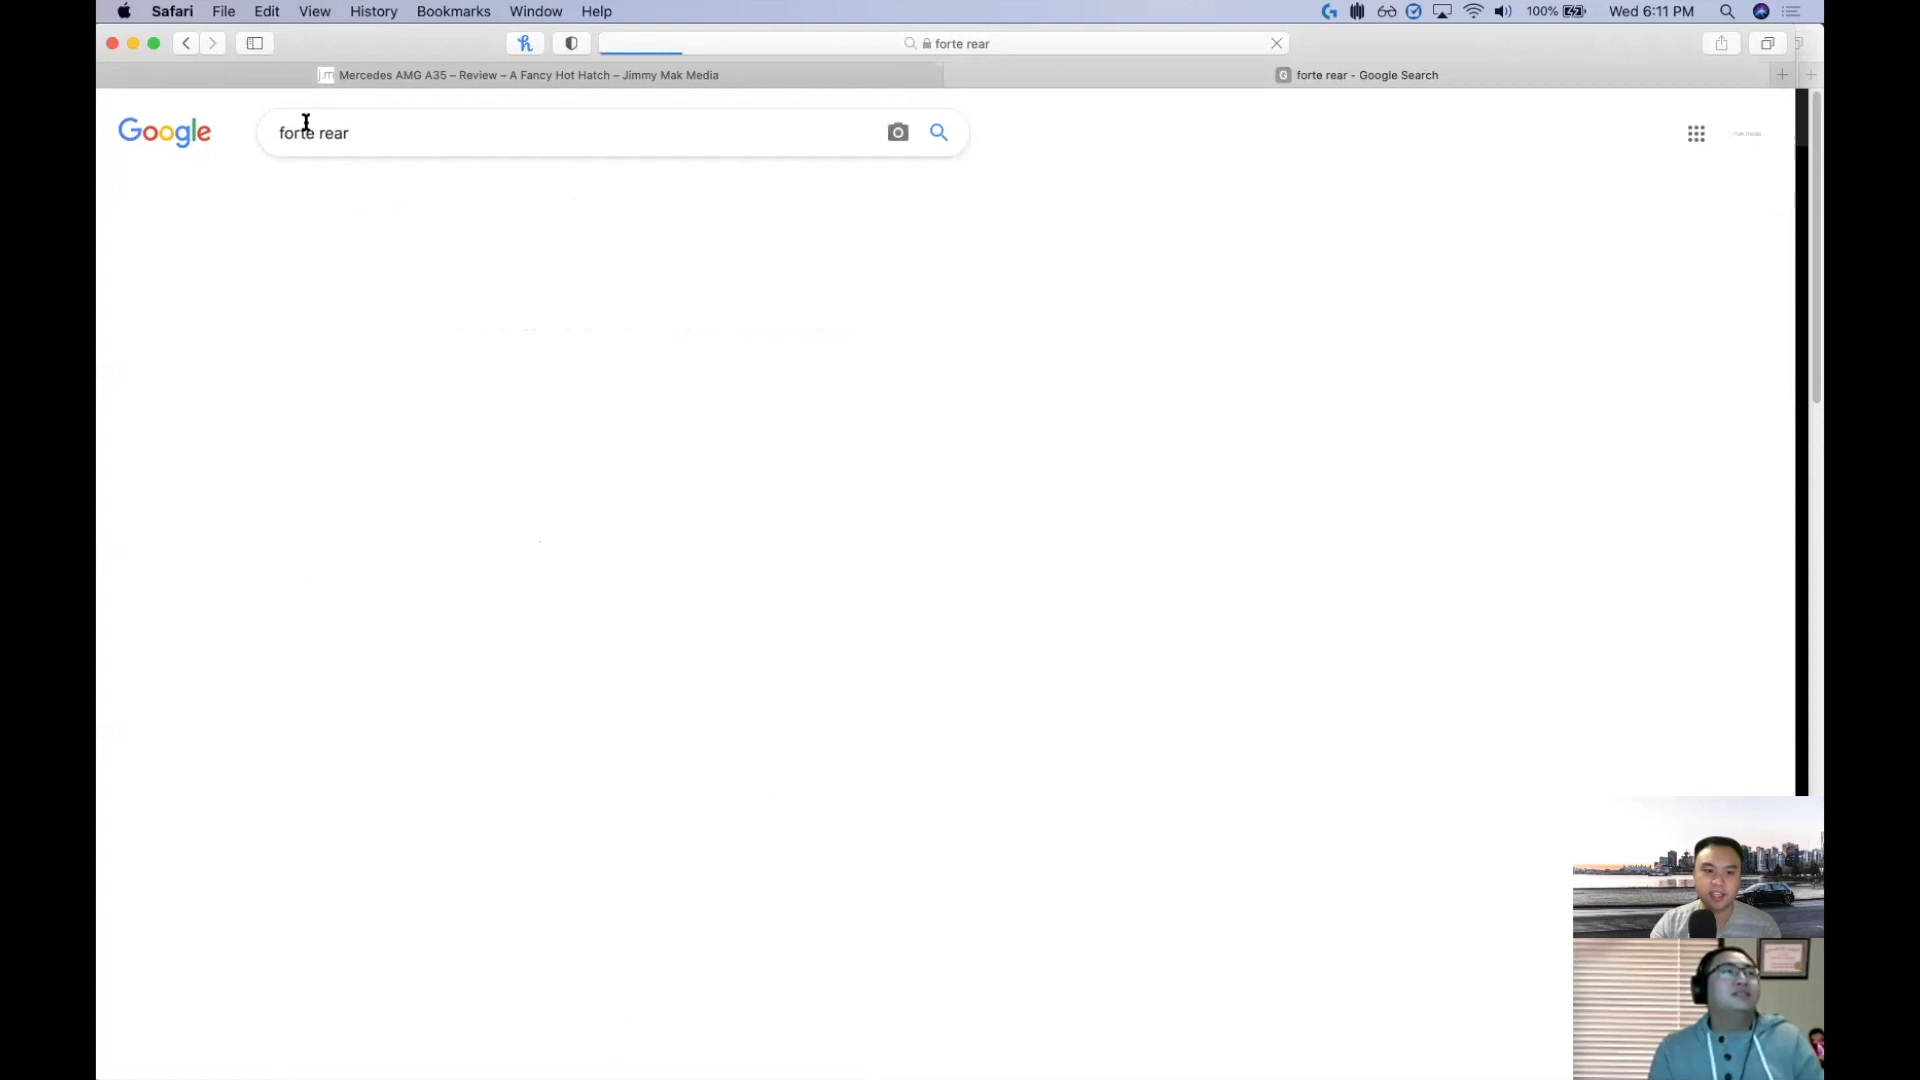 Safari File Edit View History Bookmarks Window Help 100% Wed 6:11 PM
forte rear
Mercedes AMG A35 – Review – A Fancy Hot Hatch – Jimmy Mak Media
forte rear - Google Search
Google
forte rear